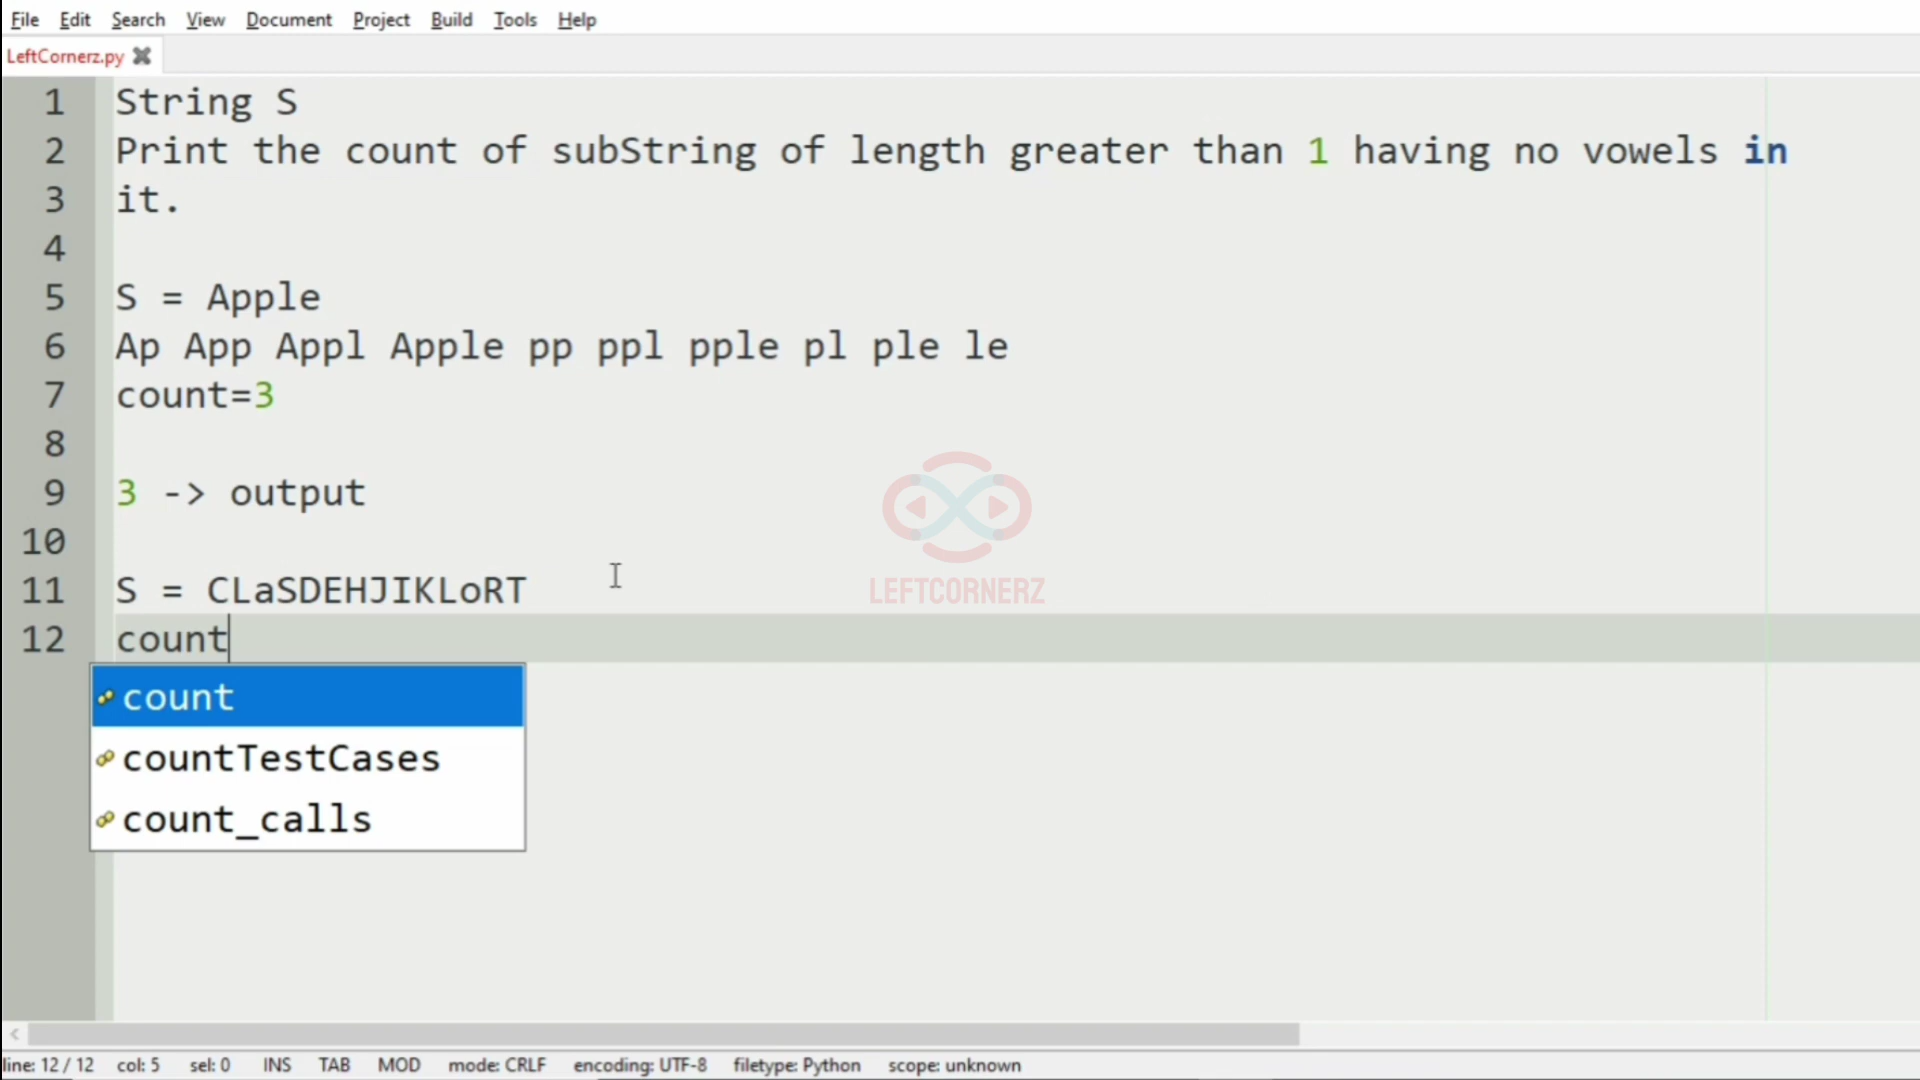 File Edit Search View Document Project Build Tools Help
LeftCornerz.py
1 String S
2 Print the count of subString of length greater than 1 having no vowels in
3 it.
4
5 S = Apple
6 Ap App Appl Apple pp ppl pple pl ple le
7 count=3
8
9 3 -> output
10
11 S = CLaSDEHJIKLoRT
12 count
count
countTestCases
count_calls
LEFTCORNERZ
line: 12 / 12 col: 5 sel: 0 INS TAB MOD mode: CRLF encoding: UTF-8 filetype: Python scope: unknown